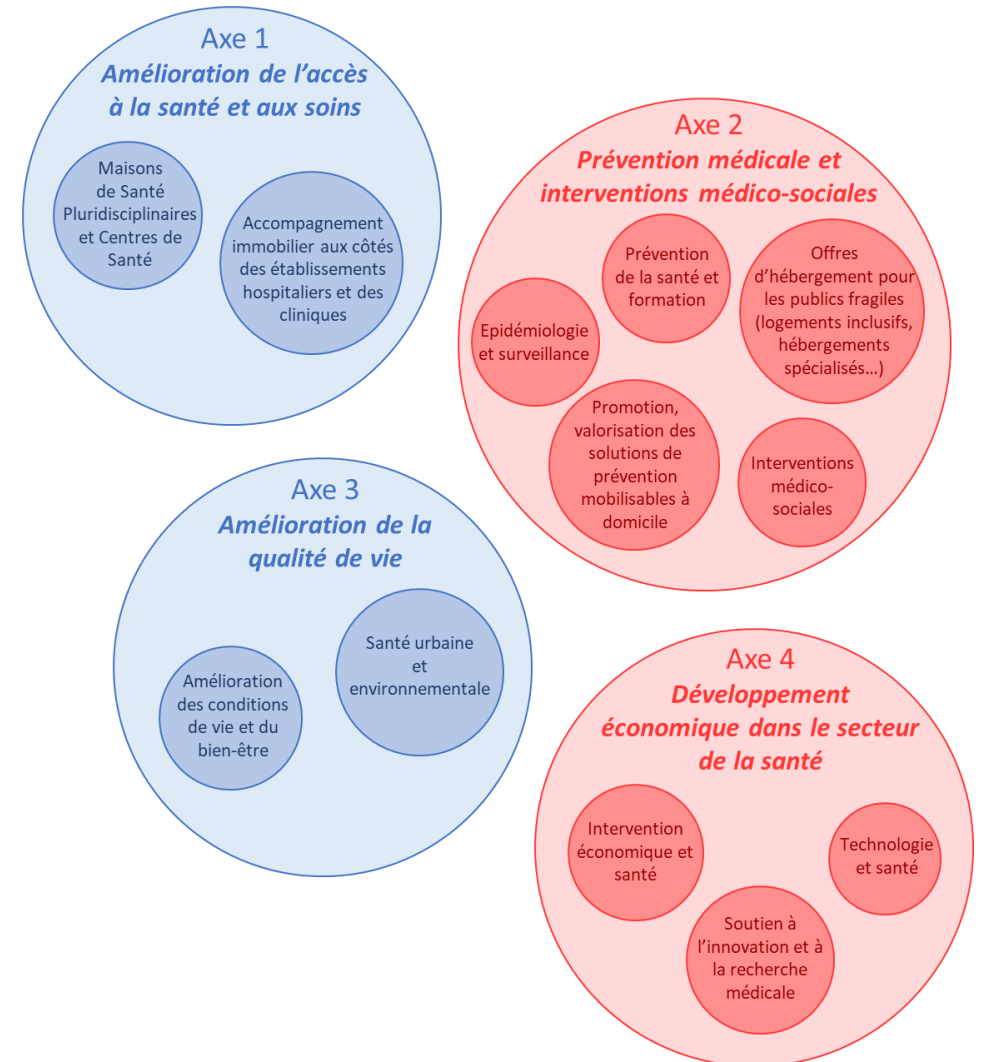 Axe 1
Amélioration de l'accès
à la santé et aux soins
Maisons
de Santé
Pluridisciplinaires
et Centres de
Santé
Accompagnement
immobilier aux côtés
des établissements
hospitaliers et des
cliniques
Axe 2
Prévention médicale et
interventions médico-sociales
Prévention
de la santé et
formation
Offres
d'hébergement pour
les publics fragiles
(logements inclusifs,
hébergements
spécialisés…)
Epidémiologie
et surveillance
Promotion,
valorisation des
solutions de
prévention
mobilisables à
domicile
Interventions
médico-
sociales
Axe 3
Amélioration de la
qualité de vie
Amélioration
des conditions
de vie et du
bien-être
Santé urbaine
et
environnementale
Axe 4
Développement
économique dans le secteur
de la santé
Intervention
économique et
santé
Technologie
et santé
Soutien à
l'innovation et à
la recherche
médicale